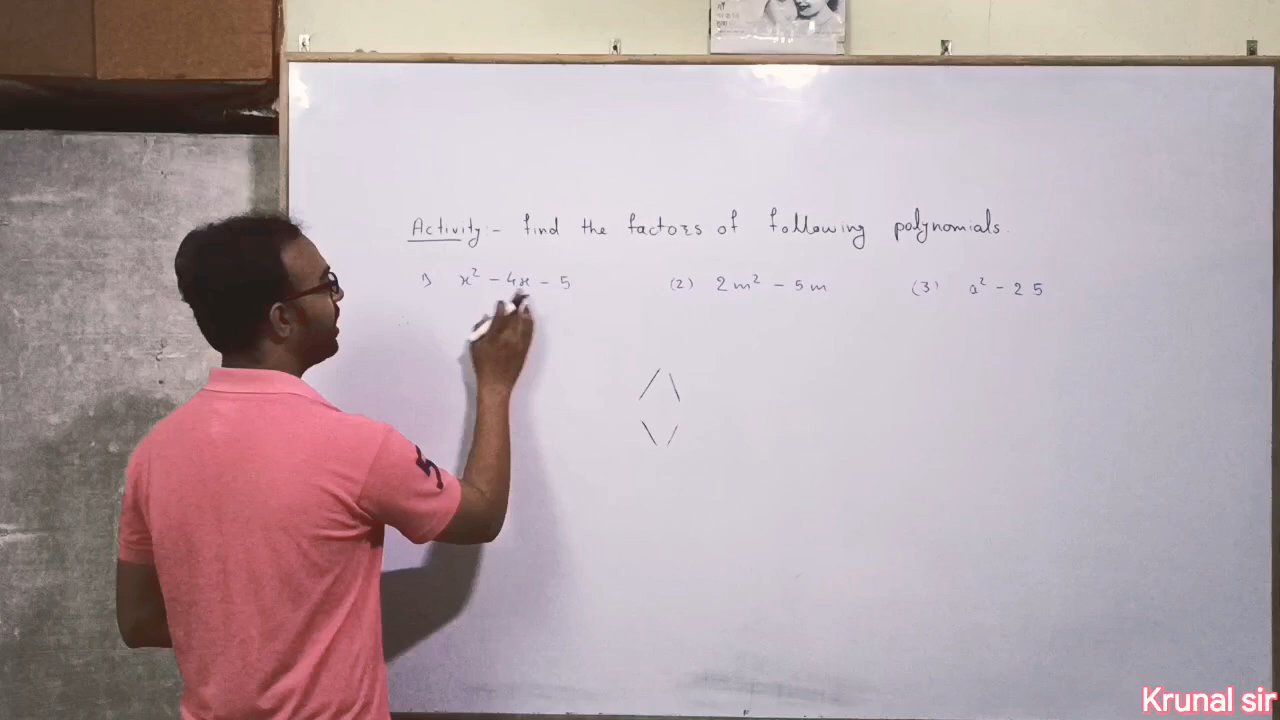 Activity:- find the factors of following polynomials.
1) x² - 4x - 5 (2) 2m² - 5m (3) a² - 25
Krunal sir